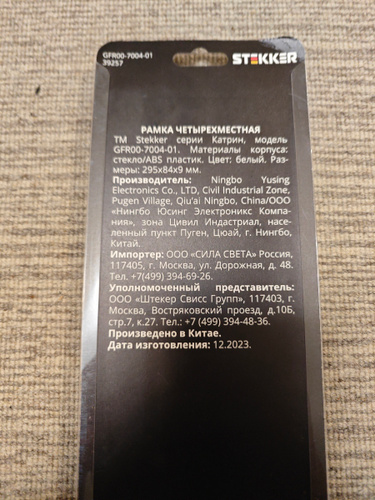 GFR00-7004-01
39257
STEKKER
РАМКА ЧЕТЫРЕХМЕСТНАЯ
ТМ Stekker серии Катрин, модель
GFR00-7004-01. Материалы корпуса:
стекло/ABS пластик. Цвет: белый. Раз-
меры: 295x84x9 мм.
Производитель: Ningbo Yusing
Electronics Co., LTD, Civil Industrial Zone,
Pugen Village, Qiu'ai Ningbo, China/ООО
«Нингбо Юсинг Электроникс Компа-
ния», зона Цивил Индастриал, насе-
ленный пункт Пуген, Цюай, г. Нингбо,
Китай.
Импортер: ООО «СИЛА СВЕТА» Россия,
117405, г. Москва, ул. Дорожная, д. 48.
Тел. +7(499) 394-69-26.
Уполномоченный представитель:
ООО «Штекер Свисс Групп», 117403, г.
Москва, Востряковский проезд, д.10Б,
стр.7, к.27. Тел.: +7 (499) 394-48-36.
Произведено в Китае.
Дата изготовления: 12.2023.